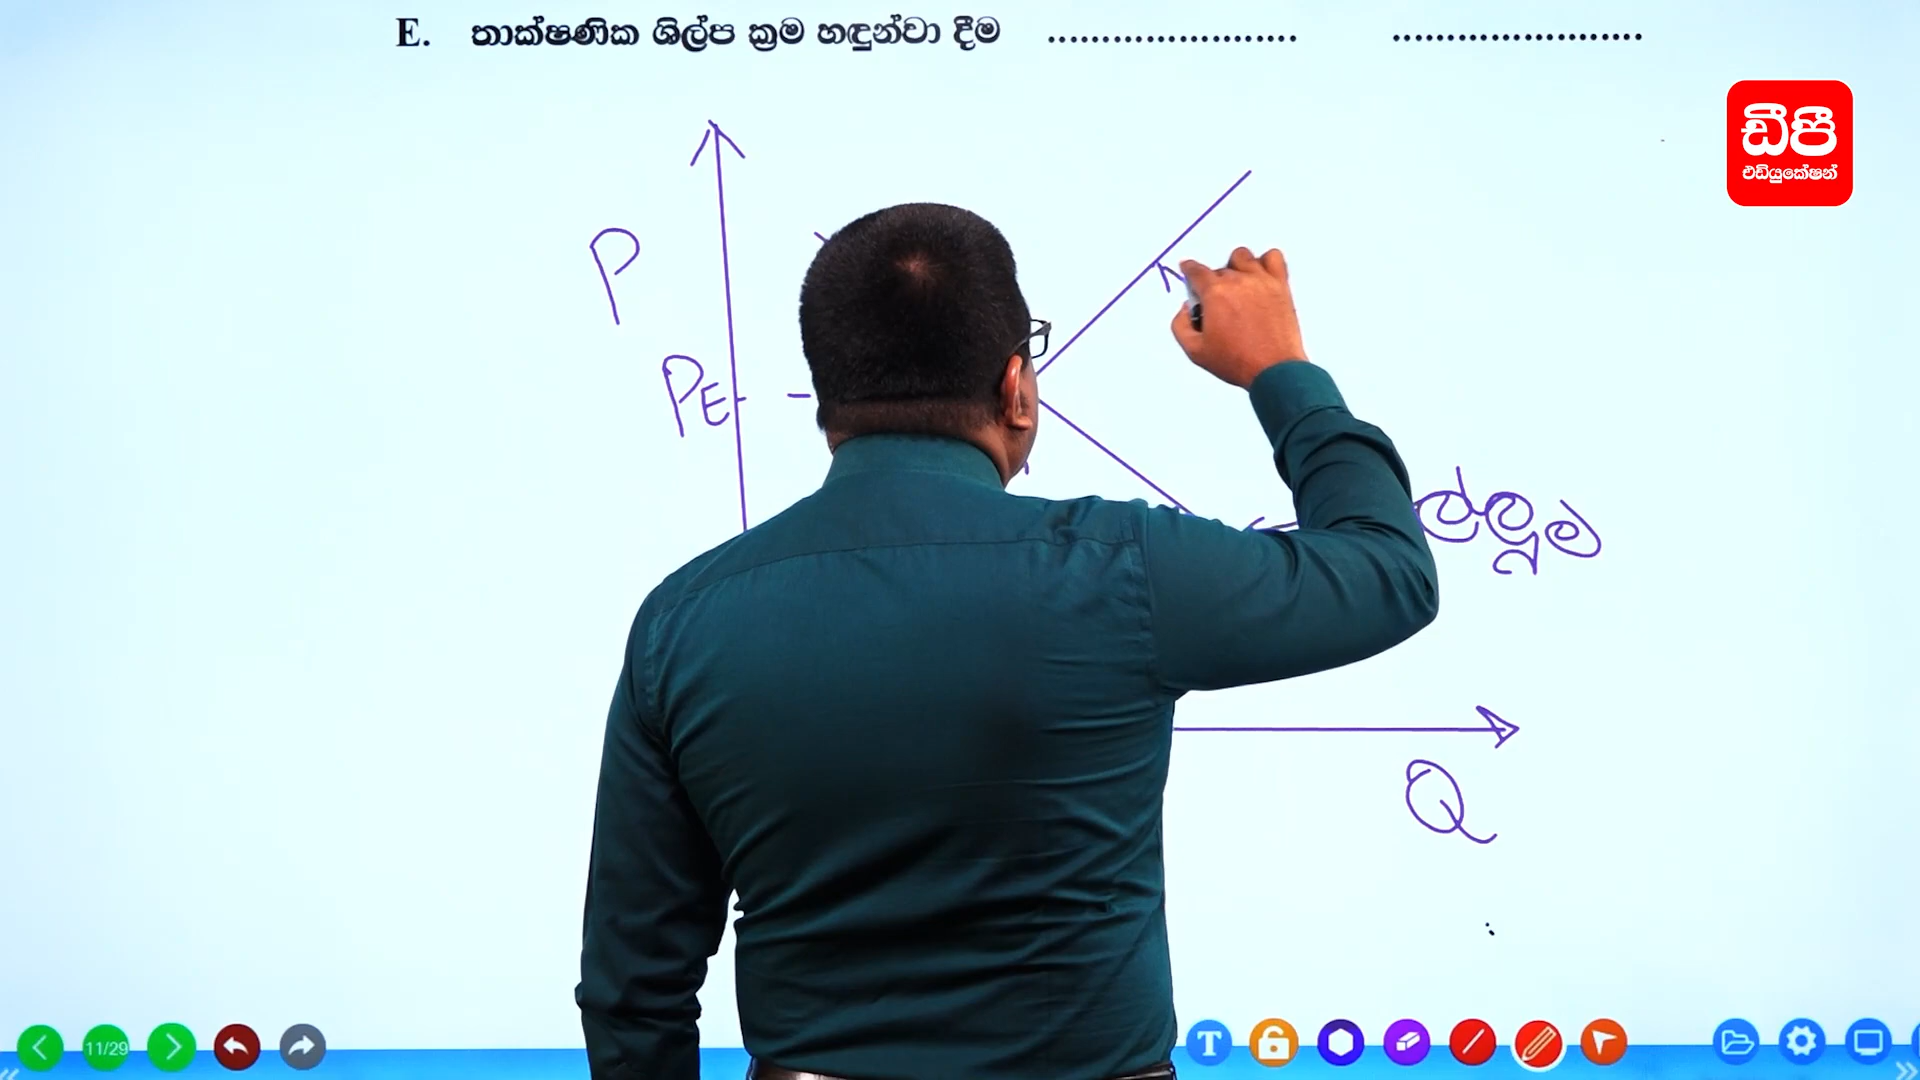 E. තාක්ෂණික ශිල්ප ක්‍රම හඳුන්වා දීම ........................ ........................
ඩීපී
එඩියුකේෂන්
P
PE
Q
11/29
T